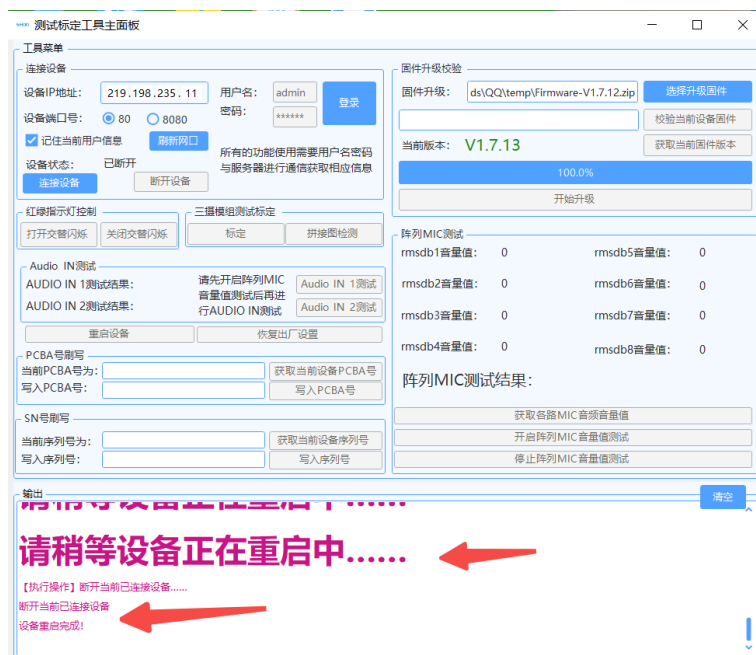 测试标定工具主面板
工具菜单
连接设备
设备IP地址: 219.198.235. 11 用户名: admin 登录
设备端口号: 80 8080 密码: ******
记住当前用户信息 刷新网口
所有的功能使用需要用户名密码
与服务器进行通信获取相应信息
设备状态: 已断开
连接设备 断开设备
红绿指示灯控制
打开交替闪烁 关闭交替闪烁
三摄模组测试标定
标定 拼接图检测
Audio IN测试
AUDIO IN 1测试结果:
AUDIO IN 2测试结果:
请先开启阵列MIC
音量值测试后再进
行AUDIO IN测试
Audio IN 1测试
Audio IN 2测试
重启设备 恢复出厂设置
PCBA号刷写
当前PCBA号为: 获取当前设备PCBA号
写入PCBA号: 写入PCBA号
SN号刷写
当前序列号为: 获取当前设备序列号
写入序列号: 写入序列号
固件升级校验
固件升级: ds\QQ\temp\Firmware-V1.7.12.zip 选择升级固件
校验当前设备固件
当前版本: V1.7.13 获取当前固件版本
100.0%
开始升级
阵列MIC测试
rmsdb1音量值: 0 rmsdb5音量值: 0
rmsdb2音量值: 0 rmsdb6音量值: 0
rmsdb3音量值: 0 rmsdb7音量值: 0
rmsdb4音量值: 0 rmsdb8音量值: 0
阵列MIC测试结果:
获取各路MIC音频音量值
开启阵列MIC音量值测试
停止阵列MIC音量值测试
输出 清空
请稍等设备正在重启中......
请稍等设备正在重启中......
【执行操作】断开当前已连接设备......
断开当前已连接设备
设备重启完成!